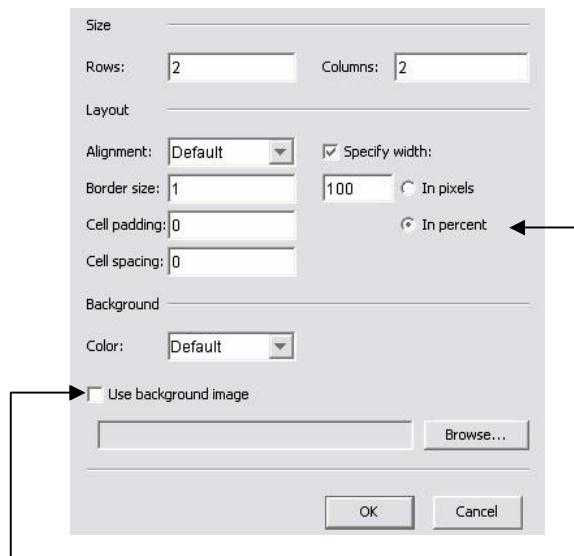 Size
Rows: 2 Columns: 2
Layout
Alignment: Default Specify width:
Border size: 1 100 In pixels
Cell padding: 0 In percent
Cell spacing: 0
Background
Color: Default
Use background image
Browse...
OK Cancel